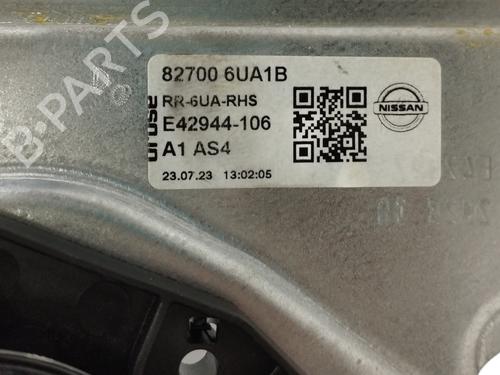 B-PARTS
82700 6UA1B
RR-6UA-RHS
E42944-106
A1 AS4
23.07.23 13:02:05
NISSAN
R